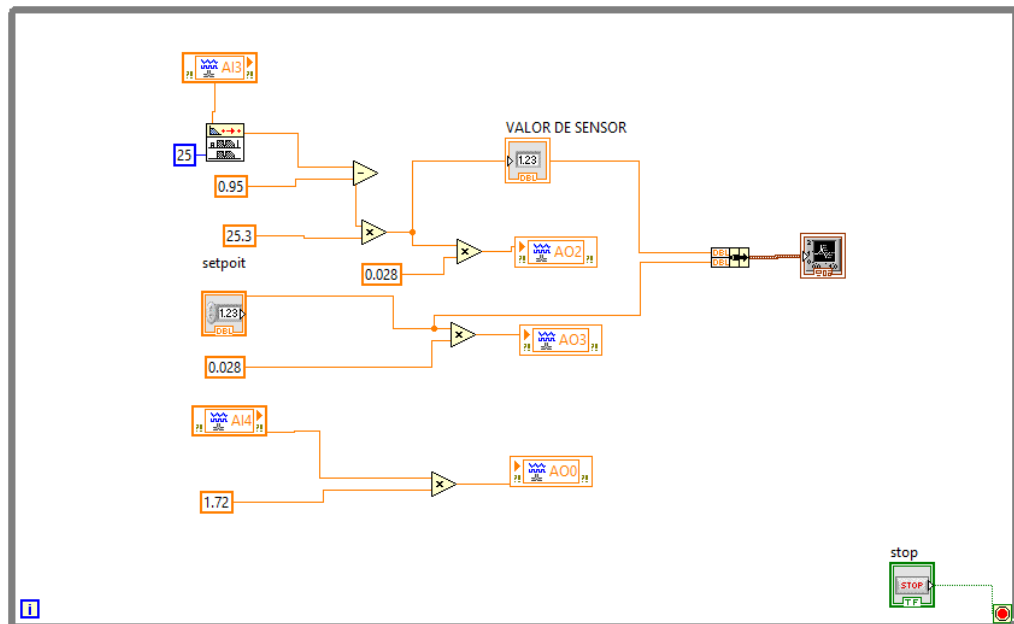 AI3
25
0.95
25.3
VALOR DE SENSOR
1.23
DBL
AO2
0.028
setpoit
1.23
DBL
0.028
AO3
DBL
DBL
AI4
1.72
AO0
stop
STOP
TF
i